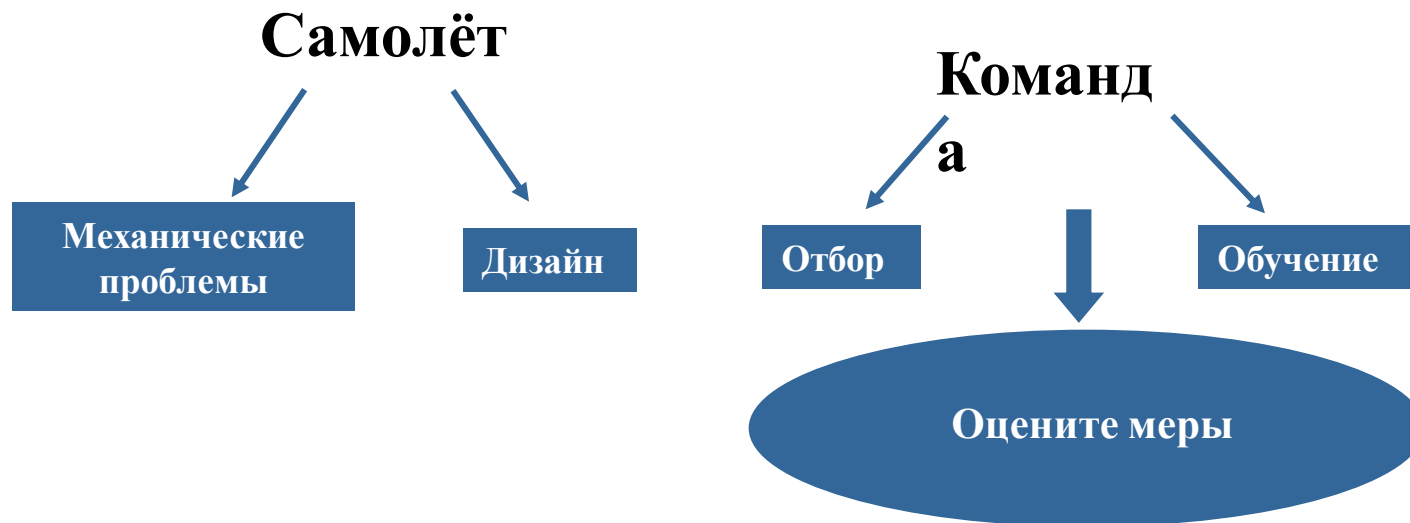 Самолёт
Команд
а
Механические
проблемы
Дизайн
Отбор
Обучение
Оцените меры